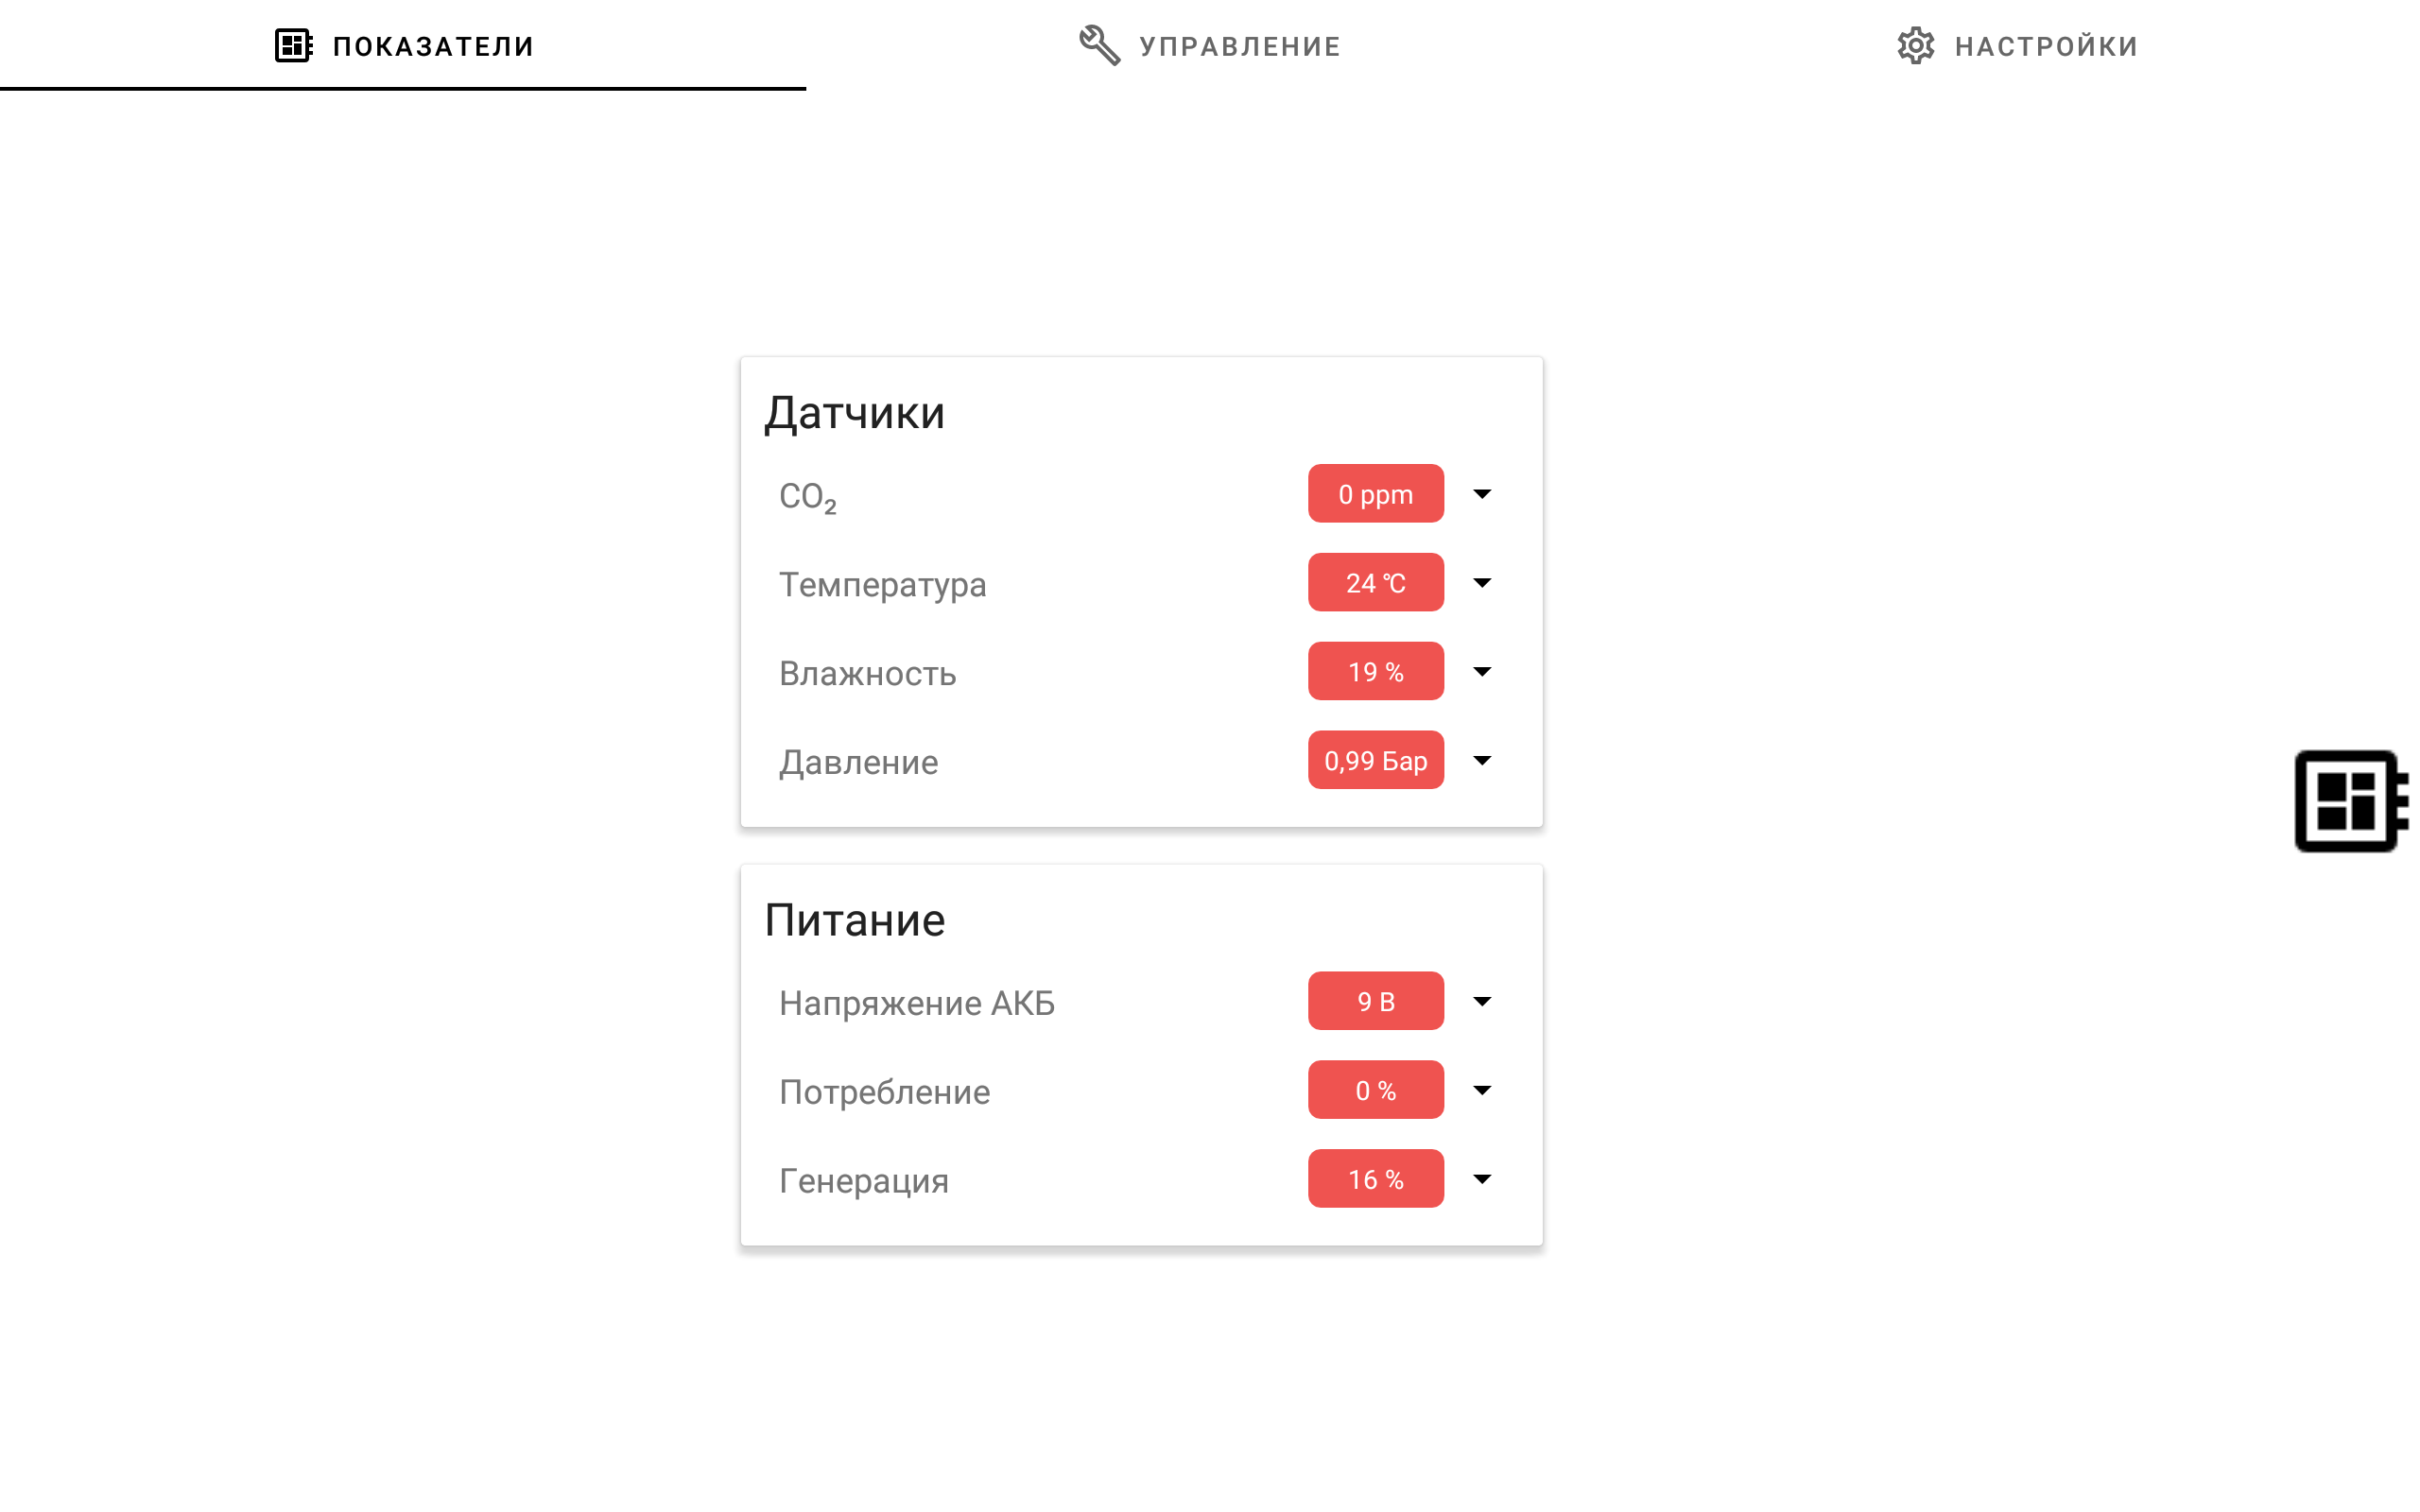 ПОКАЗАТЕЛИ
УПРАВЛЕНИЕ
НАСТРОЙКИ
Датчики
CO₂ 0 ppm
Температура 24 °C
Влажность 19 %
Давление 0,99 Бар
Питание
Напряжение АКБ 9 В
Потребление 0 %
Генерация 16 %